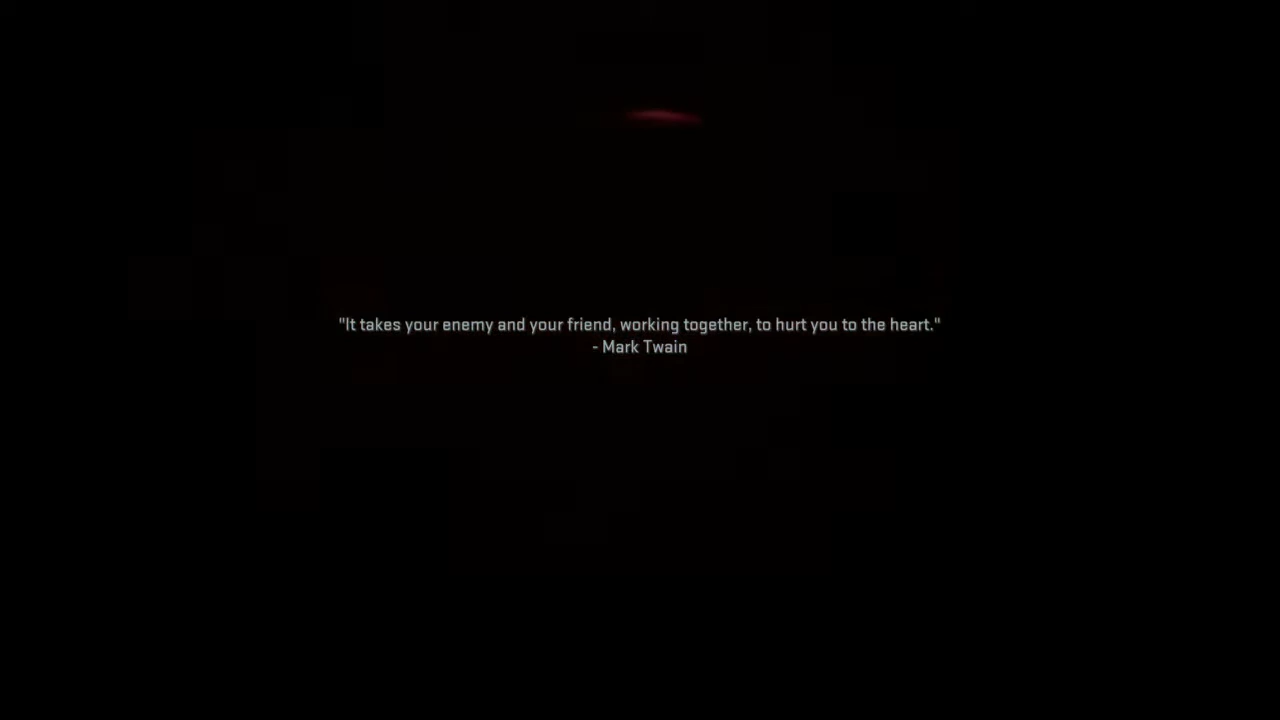 "It takes your enemy and your friend, working together, to hurt you to the heart."
- Mark Twain